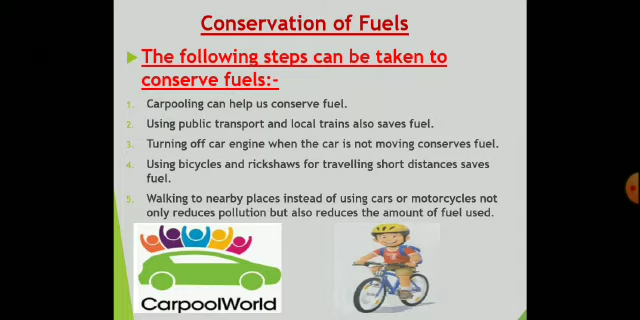 Conservation of Fuels
The following steps can be taken to
conserve fuels:-
1. Carpooling can help us conserve fuel.
2. Using public transport and local trains also saves fuel.
3. Turning off car engine when the car is not moving conserves fuel.
4. Using bicycles and rickshaws for travelling short distances saves
fuel.
5. Walking to nearby places instead of using cars or motorcycles not
only reduces pollution but also reduces the amount of fuel used.
CarpoolWorld